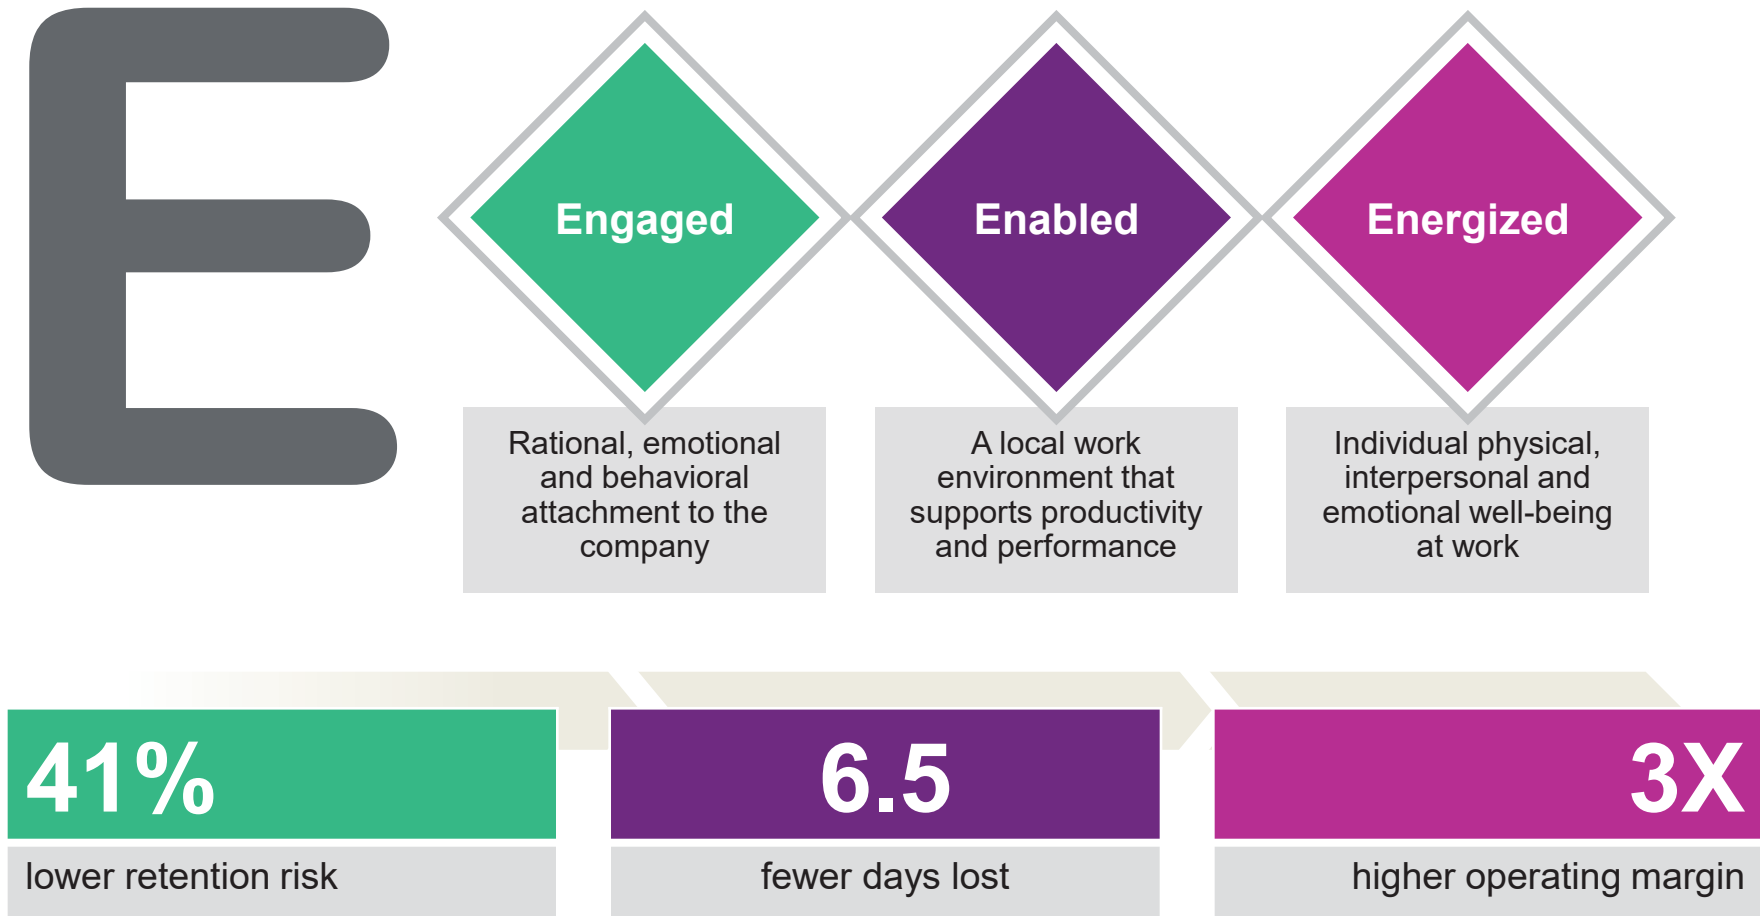 E
Engaged
Enabled
Energized
Rational, emotional
and behavioral
attachment to the
company
A local work
environment that
supports productivity
and performance
Individual physical,
interpersonal and
emotional well-being
at work
41%
lower retention risk
6.5
fewer days lost
3X
higher operating margin